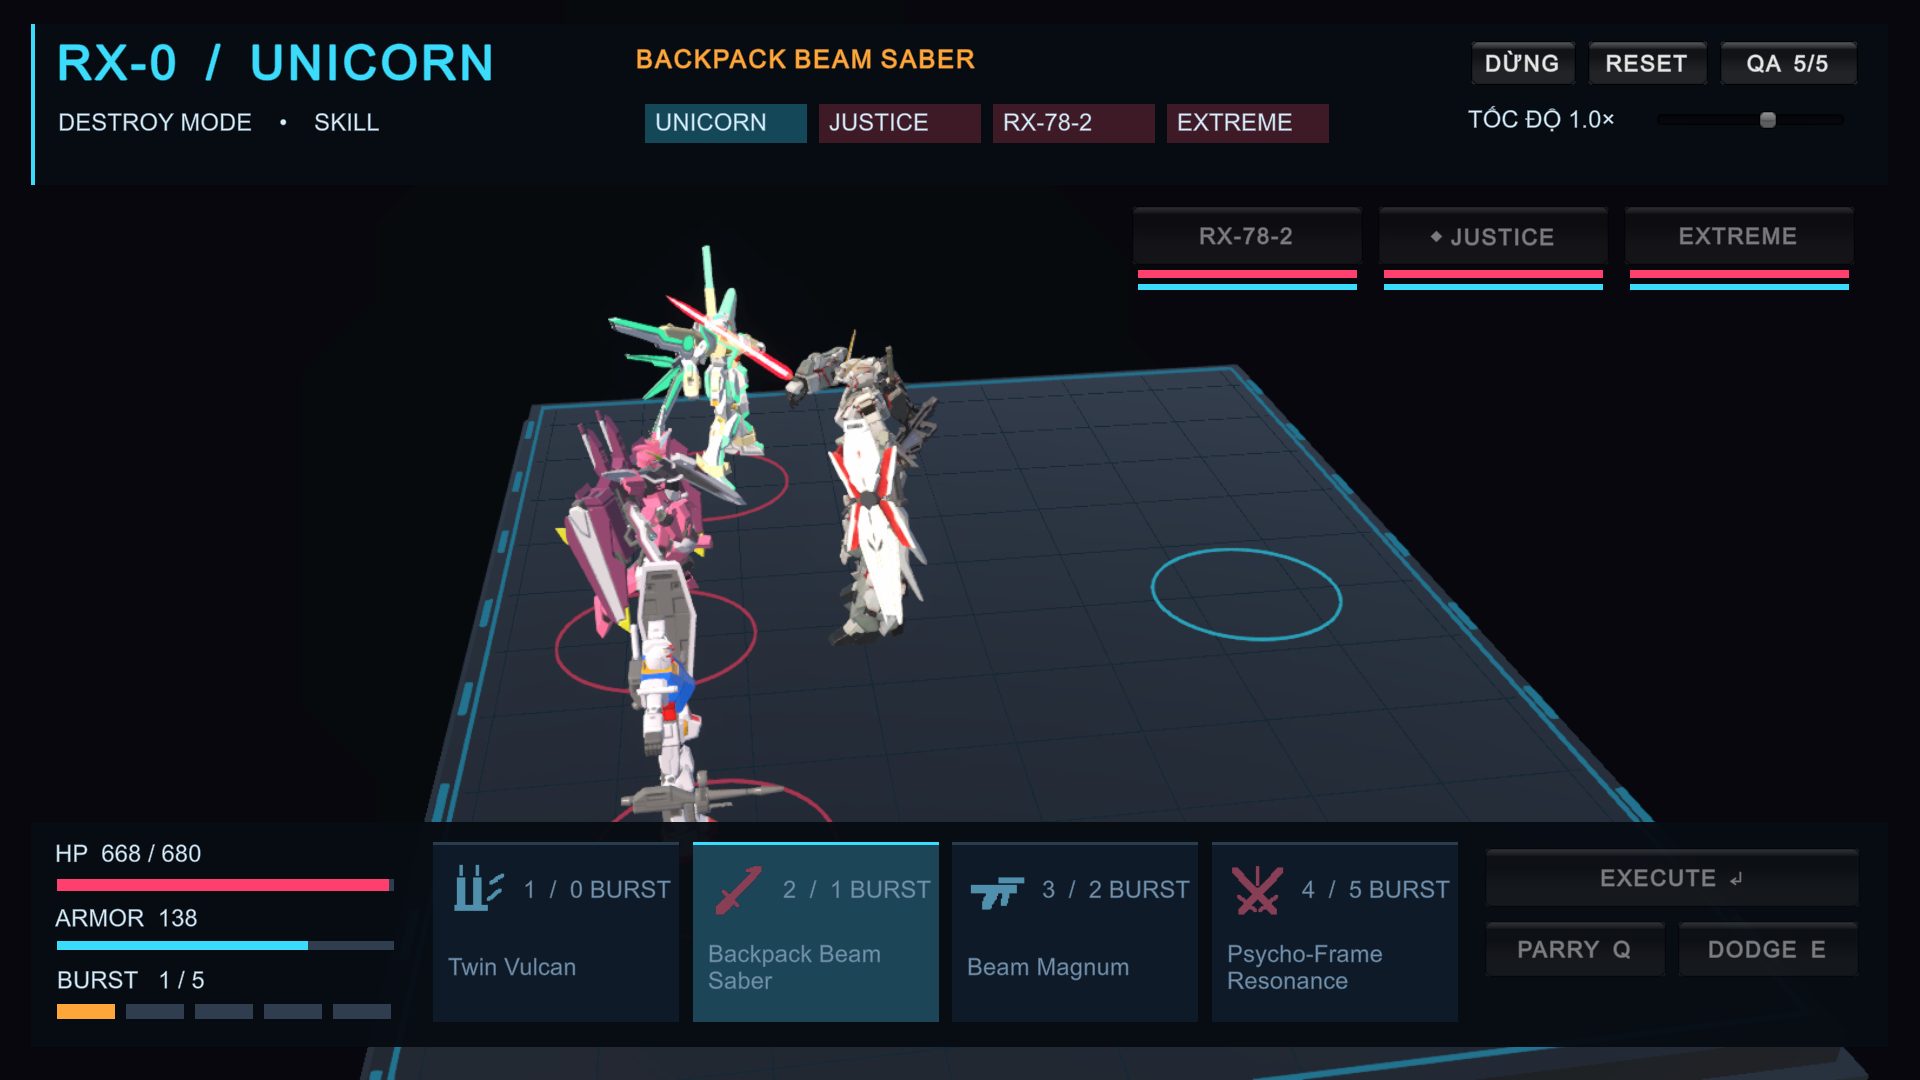 RX-0 / UNICORN
DESTROY MODE • SKILL
BACKPACK BEAM SABER
UNICORN JUSTICE RX-78-2 EXTREME
DỪNG RESET QA 5/5
TỐC ĐỘ 1.0×
RX-78-2 ◆ JUSTICE EXTREME
HP 668 / 680
ARMOR 138
BURST 1 / 5
1 / 0 BURST
Twin Vulcan
2 / 1 BURST
Backpack Beam
Saber
3 / 2 BURST
Beam Magnum
4 / 5 BURST
Psycho-Frame
Resonance
EXECUTE ↲
PARRY Q DODGE E